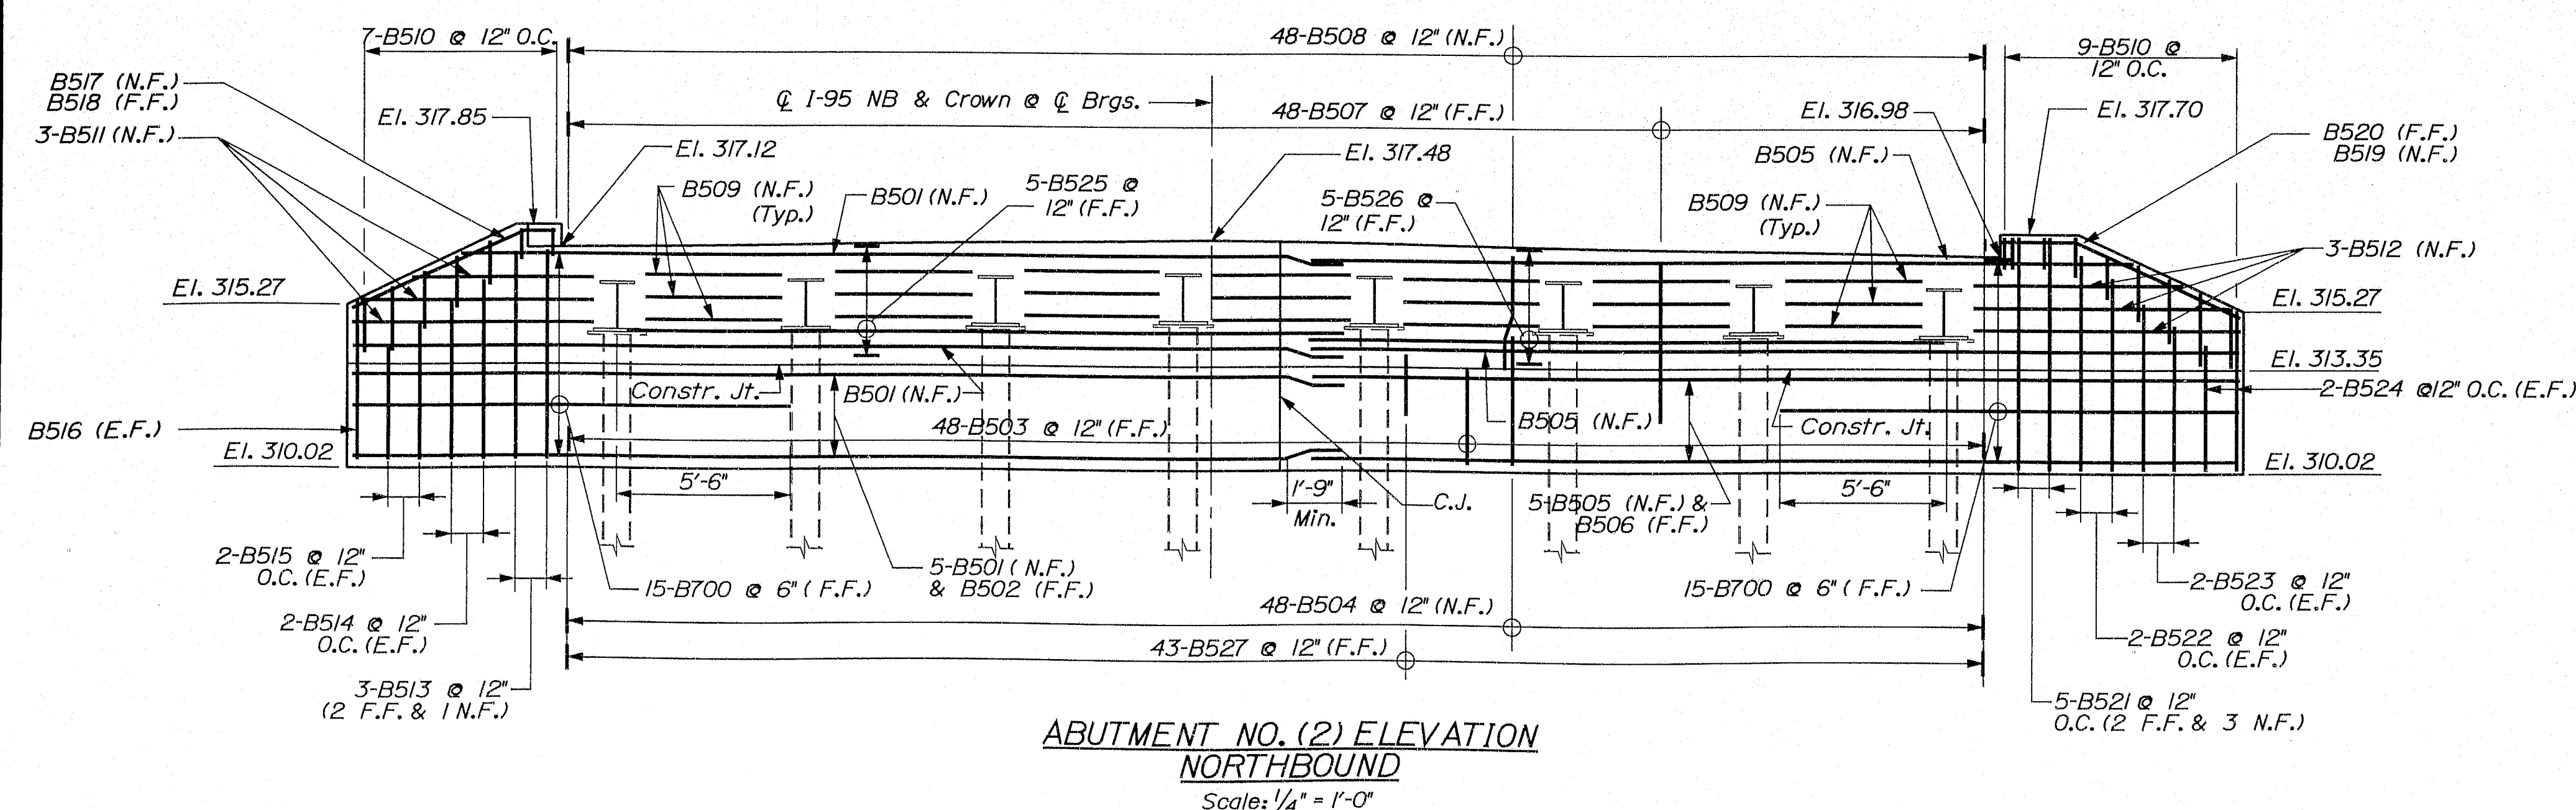 7-B510 @ 12" O.C.
48-B508 @ 12" (N.F.)
9-B510 @
12" O.C.
B517 (N.F.)
B518 (F.F.)
3-B511 (N.F.)
El. 317.85
℄ I-95 NB & Crown @ ℄ Brgs.
48-B507 @ 12" (F.F.)
El. 316.98
El. 317.70
B520 (F.F.)
B519 (N.F.)
El. 317.12
El. 317.48
B505 (N.F.)
B509 (N.F.)
(Typ.)
B501 (N.F.)
5-B525 @
12" (F.F.)
5-B526 @
12" (F.F.)
B509 (N.F.)
(Typ.)
3-B512 (N.F.)
El. 315.27
El. 315.27
El. 313.35
Constr. Jt.
B501 (N.F.)
2-B524 @ 12" O.C. (E.F.)
B516 (E.F.)
48-B503 @ 12" (F.F.)
B505 (N.F.)
Constr. Jt.
El. 310.02
El. 310.02
5'-6"
1'-9"
Min.
C.J.
5-B505 (N.F.) &
B506 (F.F.)
5'-6"
2-B515 @ 12"
O.C. (E.F.)
15-B700 @ 6" (F.F.)
5-B501 (N.F.)
& B502 (F.F.)
15-B700 @ 6" (F.F.)
2-B523 @ 12"
O.C. (E.F.)
2-B514 @ 12"
O.C. (E.F.)
48-B504 @ 12" (N.F.)
2-B522 @ 12"
O.C. (E.F.)
43-B527 @ 12" (F.F.)
3-B513 @ 12"
(2 F.F. & 1 N.F.)
5-B521 @ 12"
O.C. (2 F.F. & 3 N.F.)
ABUTMENT NO. (2) ELEVATION
NORTHBOUND
Scale: 1/4" = 1'-0"